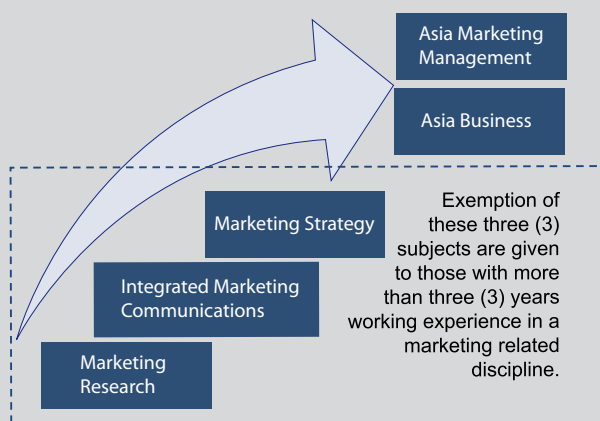 Asia Marketing
Management
Asia Business
Marketing Strategy
Integrated Marketing
Communications
Marketing
Research
Exemption of
these three (3)
subjects are given
to those with more
than three (3) years
working experience in a
marketing related
discipline.